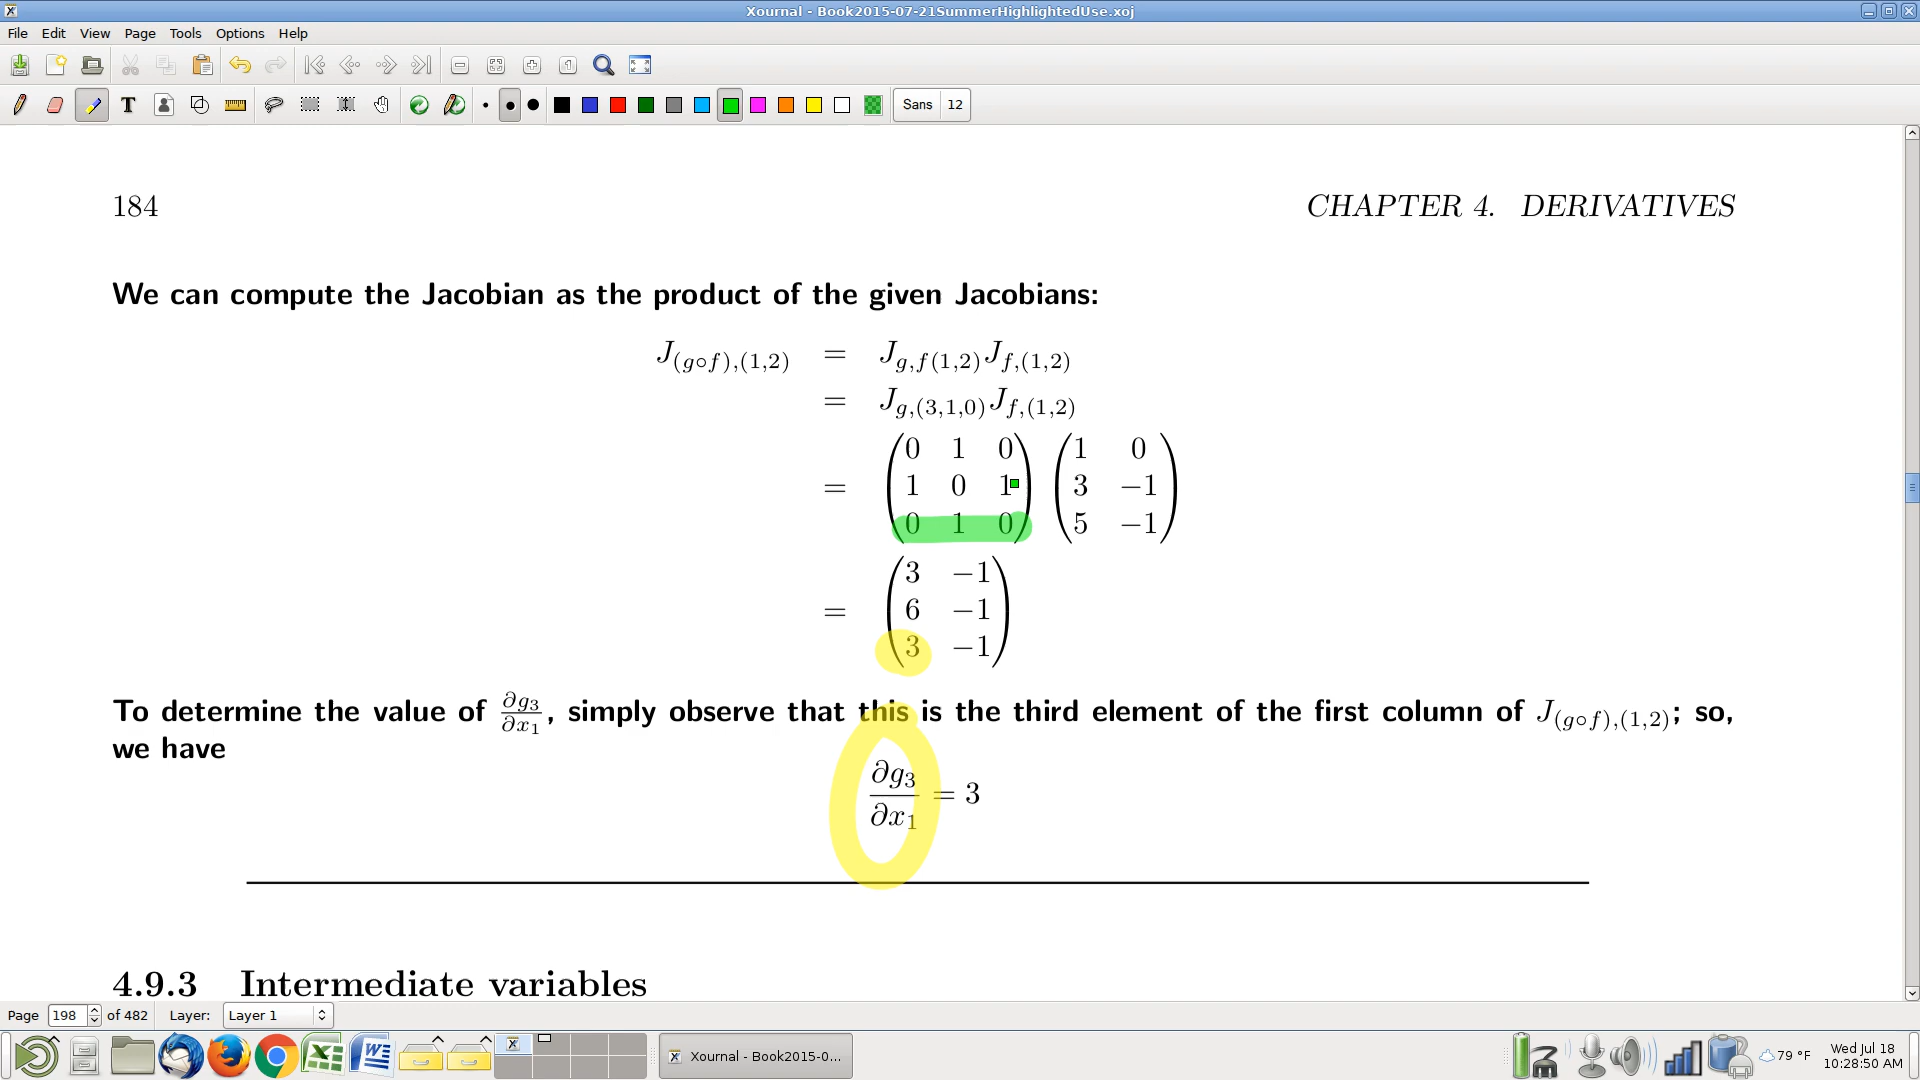 Xournal - Book2015-07-21SummerHighlightedUse.xoj
File Edit View Page Tools Options Help
T Sans 12
184 CHAPTER 4. DERIVATIVES
We can compute the Jacobian as the product of the given Jacobians:
J(g∘f),(1,2) = Jg,f(1,2)Jf,(1,2)
= Jg,(3,1,0)Jf,(1,2)
0 1 0 1 0
= 1 0 1 3 −1
0 1 0 5 −1
3 −1
= 6 −1
3 −1
To determine the value of ∂g3/∂x1, simply observe that this is the third element of the first column of J(g∘f),(1,2); so,
we have
∂g3/∂x1 = 3
4.9.3 Intermediate variables
Page 198 of 482 Layer: Layer 1
Xournal - Book2015-0...
79 °F
Wed Jul 18
10:28:50 AM